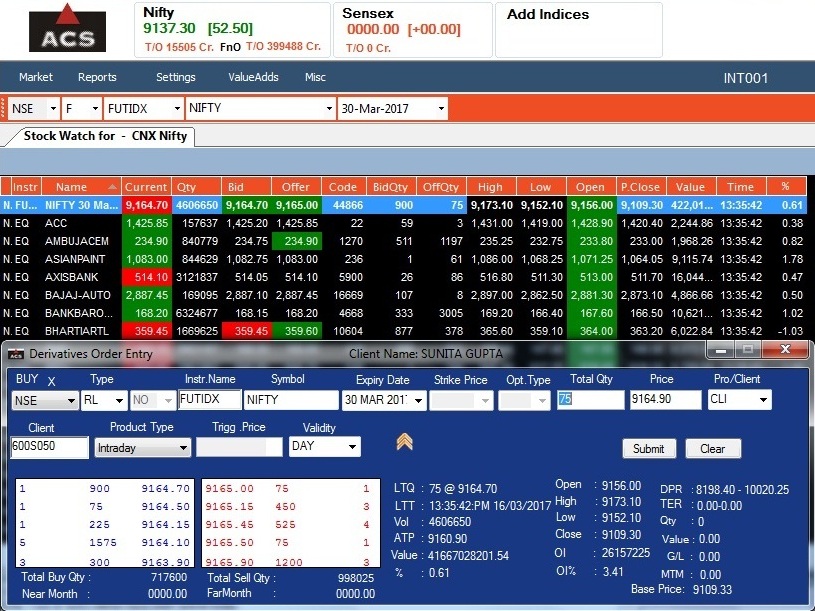 ACS
Nifty
9137.30 [52.50]
T/O 15505 Cr. FnO T/O 399488 Cr.
Sensex
0000.00 [+00.00]
T/O 0 Cr.
Add Indices
Market Reports Settings ValueAdds Misc INT001
NSE F FUTIDX NIFTY 30-Mar-2017
Stock Watch for - CNX Nifty
Instr Name Current Qty Bid Offer Code BidQty OffQty High Low Open P.Close Value Time %
N. FU... NIFTY 30 Ma... 9,164.70 4606650 9,164.70 9,165.00 44866 900 75 9,173.10 9,152.10 9,156.00 9,109.30 422,01... 13:35:42 0.61
N. EQ ACC 1,425.85 157637 1,425.20 1,425.85 22 59 3 1,431.00 1,419.00 1,428.90 1,420.40 2,244.86 13:35:42 0.38
N. EQ AMBUJACEM 234.90 840779 234.75 234.90 1270 511 1197 235.25 232.75 233.80 233.00 1,968.26 13:35:42 0.82
N. EQ ASIANPAINT 1,083.00 844629 1,082.75 1,083.00 236 1 61 1,086.00 1,068.25 1,071.25 1,064.05 9,115.74 13:35:42 1.78
N. EQ AXISBANK 514.10 3121837 514.05 514.10 5900 26 86 516.80 511.30 513.00 511.70 16,044... 13:35:42 0.47
N. EQ BAJAJ-AUTO 2,887.45 169095 2,887.10 2,887.45 16669 107 8 2,897.00 2,862.50 2,881.30 2,873.10 4,866.66 13:35:42 0.50
N. EQ BANKBARO... 168.20 6324677 168.15 168.20 4668 333 3005 169.20 166.40 167.60 166.50 10,621... 13:35:42 1.02
N. EQ BHARTIARTL 359.45 1669625 359.45 359.60 10604 877 378 365.60 359.10 364.00 363.20 6,022.84 13:35:42 -1.03
ACS Derivatives Order Entry Client Name: SUNITA GUPTA
BUY X Type Instr.Name Symbol Expiry Date Strike Price Opt.Type Total Qty Price Pro/Client
NSE RL NO FUTIDX NIFTY 30 MAR 201 75 9164.90 CLI
Client Product Type Trigg .Price Validity
600S050 Intraday DAY Submit Clear
1 900 9164.70 9165.00 75 1
1 75 9164.50 9165.15 450 3
1 225 9164.15 9165.45 525 4
5 1575 9164.10 9165.50 75 1
3 300 9163.90 9165.90 1200 3
Total Buy Qty : 717600 Total Sell Qty : 998025
Near Month : 0000.00 FarMonth : 0000.00
LTQ : 75 @ 9164.70
LTT : 13:35:42:PM 16/03/2017
Vol : 4606650
ATP : 9160.90
Value : 41667028201.54
% : 0.61
Open : 9156.00
High : 9173.10
Low : 9152.10
Close : 9109.30
OI : 26157225
OI% : 3.41
DPR : 8198.40 - 10020.25
TER : 0.00-0.00
Qty : 0
Value : 0.00
G/L : 0.00
MTM : 0.00
Base Price: 9109.33